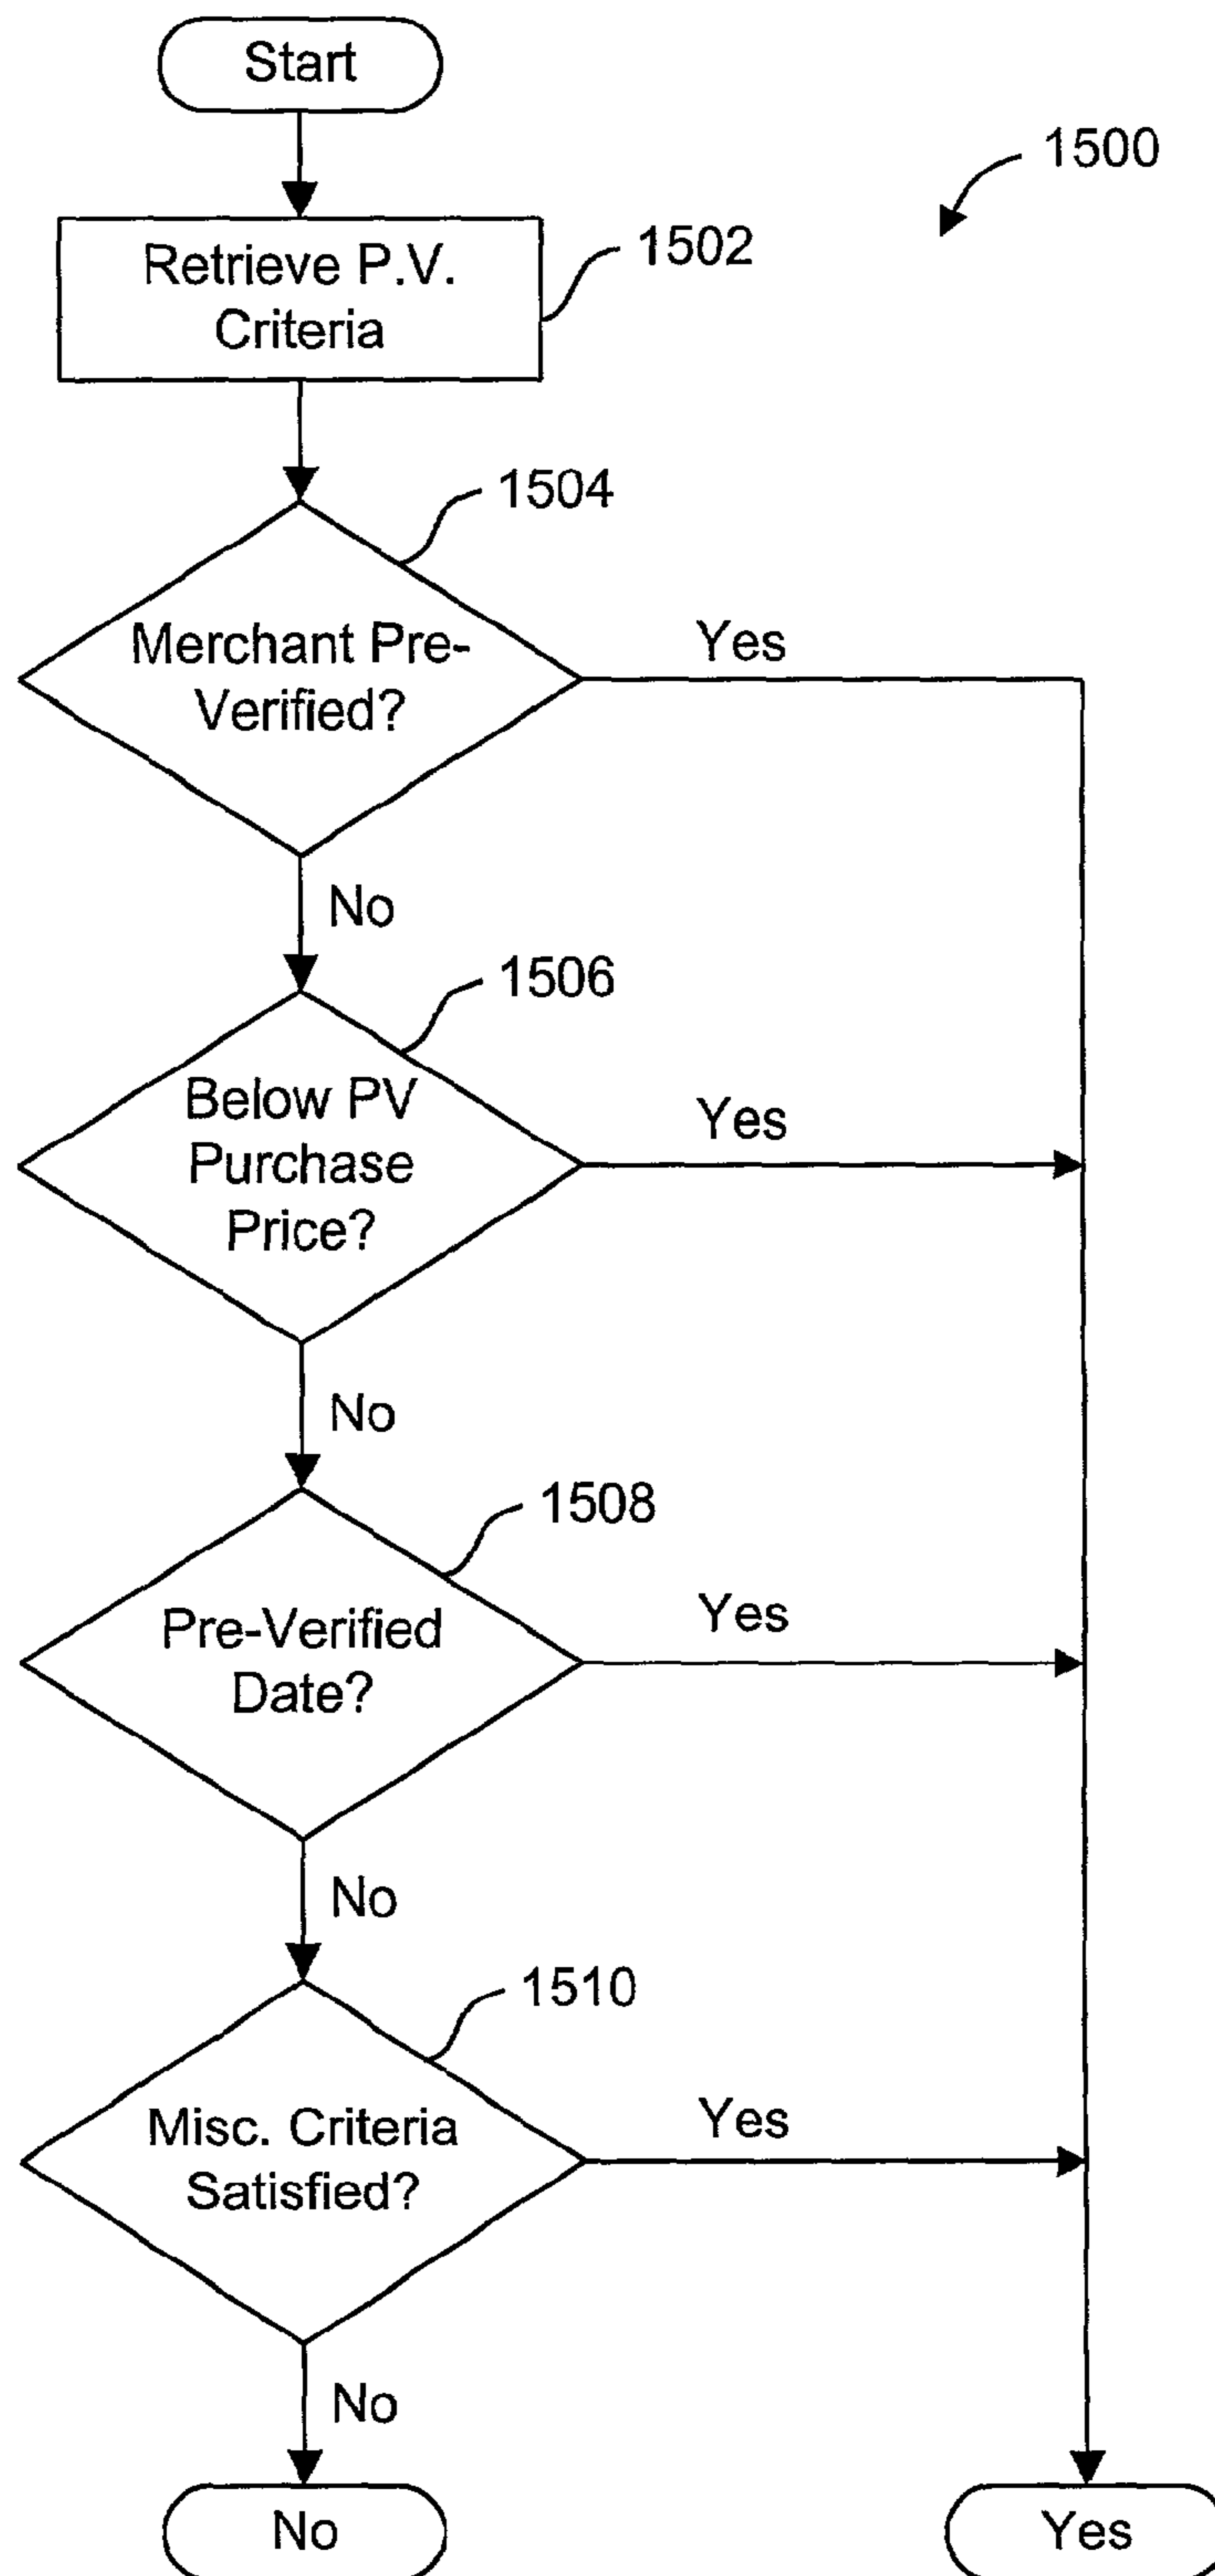 Start
1500
Retrieve P.V.
Criteria
1502
1504
Merchant Pre-
Verified?
Yes
No
1506
Below PV
Purchase
Price?
Yes
No
1508
Pre-Verified
Date?
Yes
No
1510
Misc. Criteria
Satisfied?
Yes
No
No
Yes